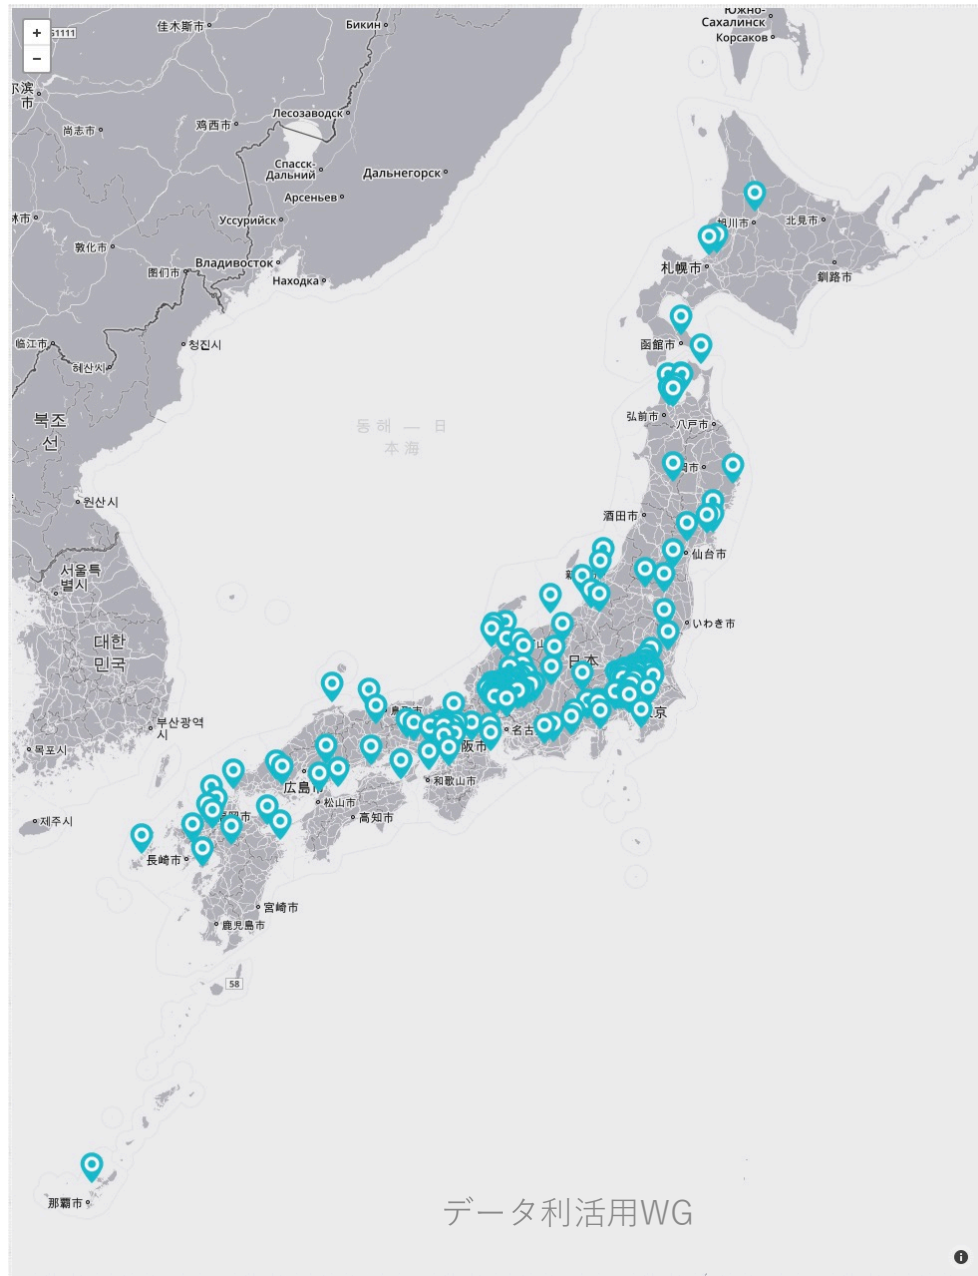 Южно-
Сахалинск
Корсаков
佳木斯市
Бикин
+
−
尚志市
鸡西市
Лесозаводск
Спасск-
Дальний
Дальнегорск
Арсеньев
Уссурийск
敦化市
Владивосток
图们市
Находка
旭川市
北見市
札幌市
釧路市
临江市
청진시
혜산시
函館市
북조
선
弘前市
八戸市
동해 — 日
本海
원산시
酒田市
仙台市
서울특
별시
いわき市
대한
민국
日本
부산광역
시
목포시
名古
阪市
和歌山市
広島市
松山市
高知市
제주시
長崎市
宮崎市
鹿児島市
58
那覇市
データ利活用WG